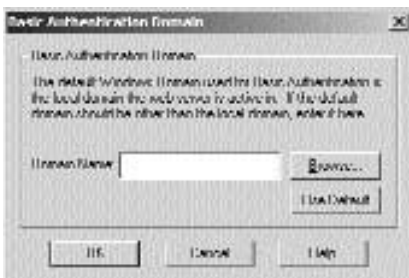 Basic Authentication Domain
Basic Authentication Domain
The default Windows Domain used for Basic Authentication is
the local domain the web server is active in. If the default
domain should be other than the local domain, enter it here.
Domain Name:
Browse...
Use Default
OK
Cancel
Help